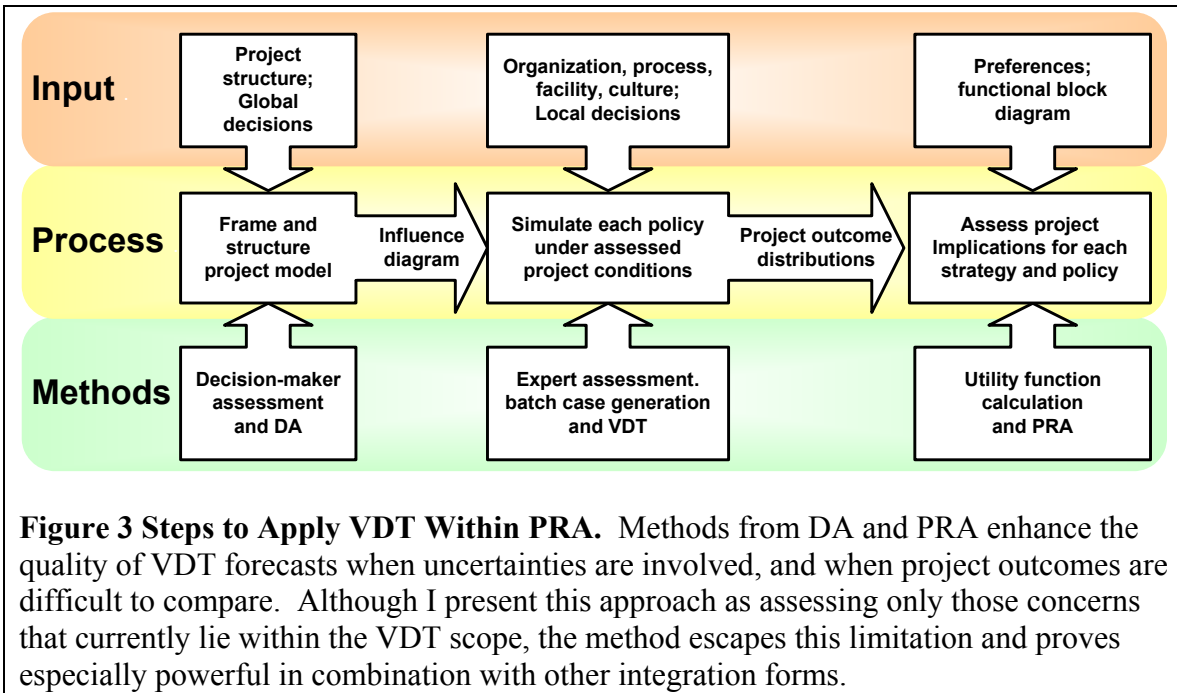 Input
Project
structure;
Global
decisions
Organization, process,
facility, culture;
Local decisions
Preferences;
functional block
diagram
Process
Frame and
structure
project model
Influence
diagram
Simulate each policy
under assessed
project conditions
Project outcome
distributions
Assess project
Implications for each
strategy and policy
Methods
Decision-maker
assessment
and DA
Expert assessment.
batch case generation
and VDT
Utility function
calculation
and PRA
Figure 3 Steps to Apply VDT Within PRA. Methods from DA and PRA enhance the
quality of VDT forecasts when uncertainties are involved, and when project outcomes are
difficult to compare. Although I present this approach as assessing only those concerns
that currently lie within the VDT scope, the method escapes this limitation and proves
especially powerful in combination with other integration forms.